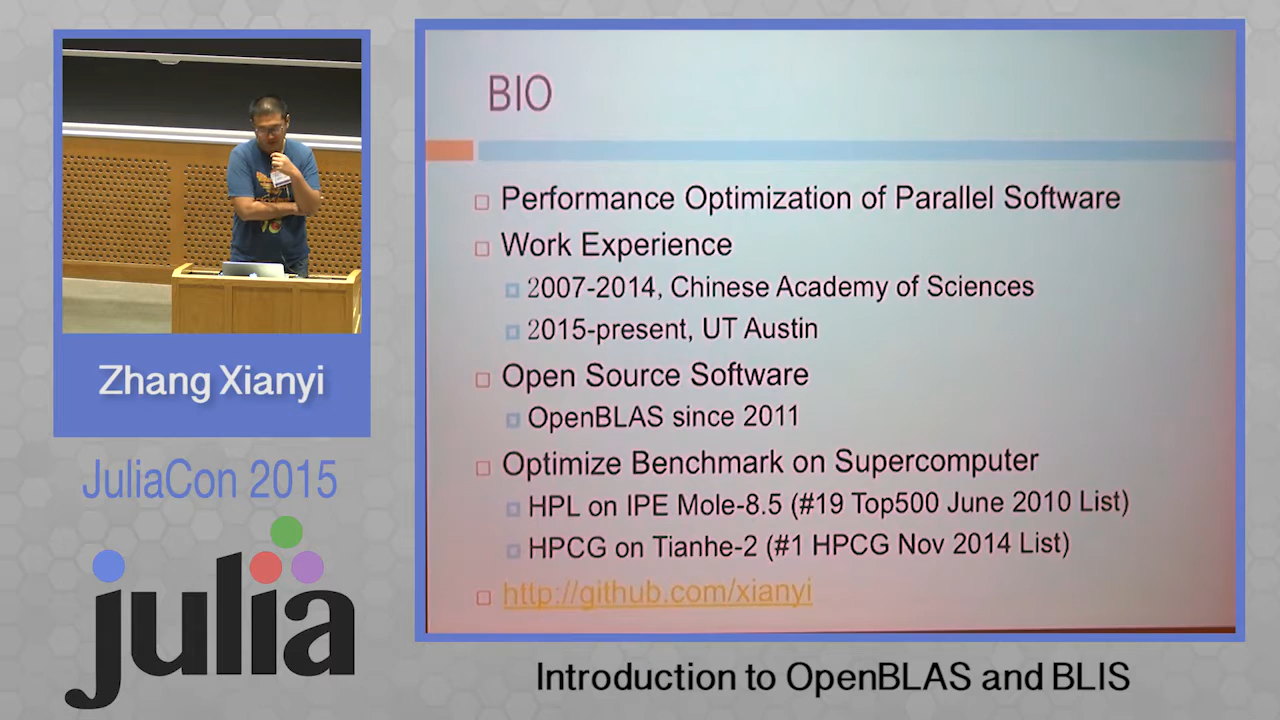 BIO
Performance Optimization of Parallel Software
Work Experience
2007-2014, Chinese Academy of Sciences
2015-present, UT Austin
Open Source Software
OpenBLAS since 2011
Optimize Benchmark on Supercomputer
HPL on IPE Mole-8.5 (#19 Top500 June 2010 List)
HPCG on Tianhe-2 (#1 HPCG Nov 2014 List)
http://github.com/xianyi
Zhang Xianyi
JuliaCon 2015
julia
Introduction to OpenBLAS and BLIS